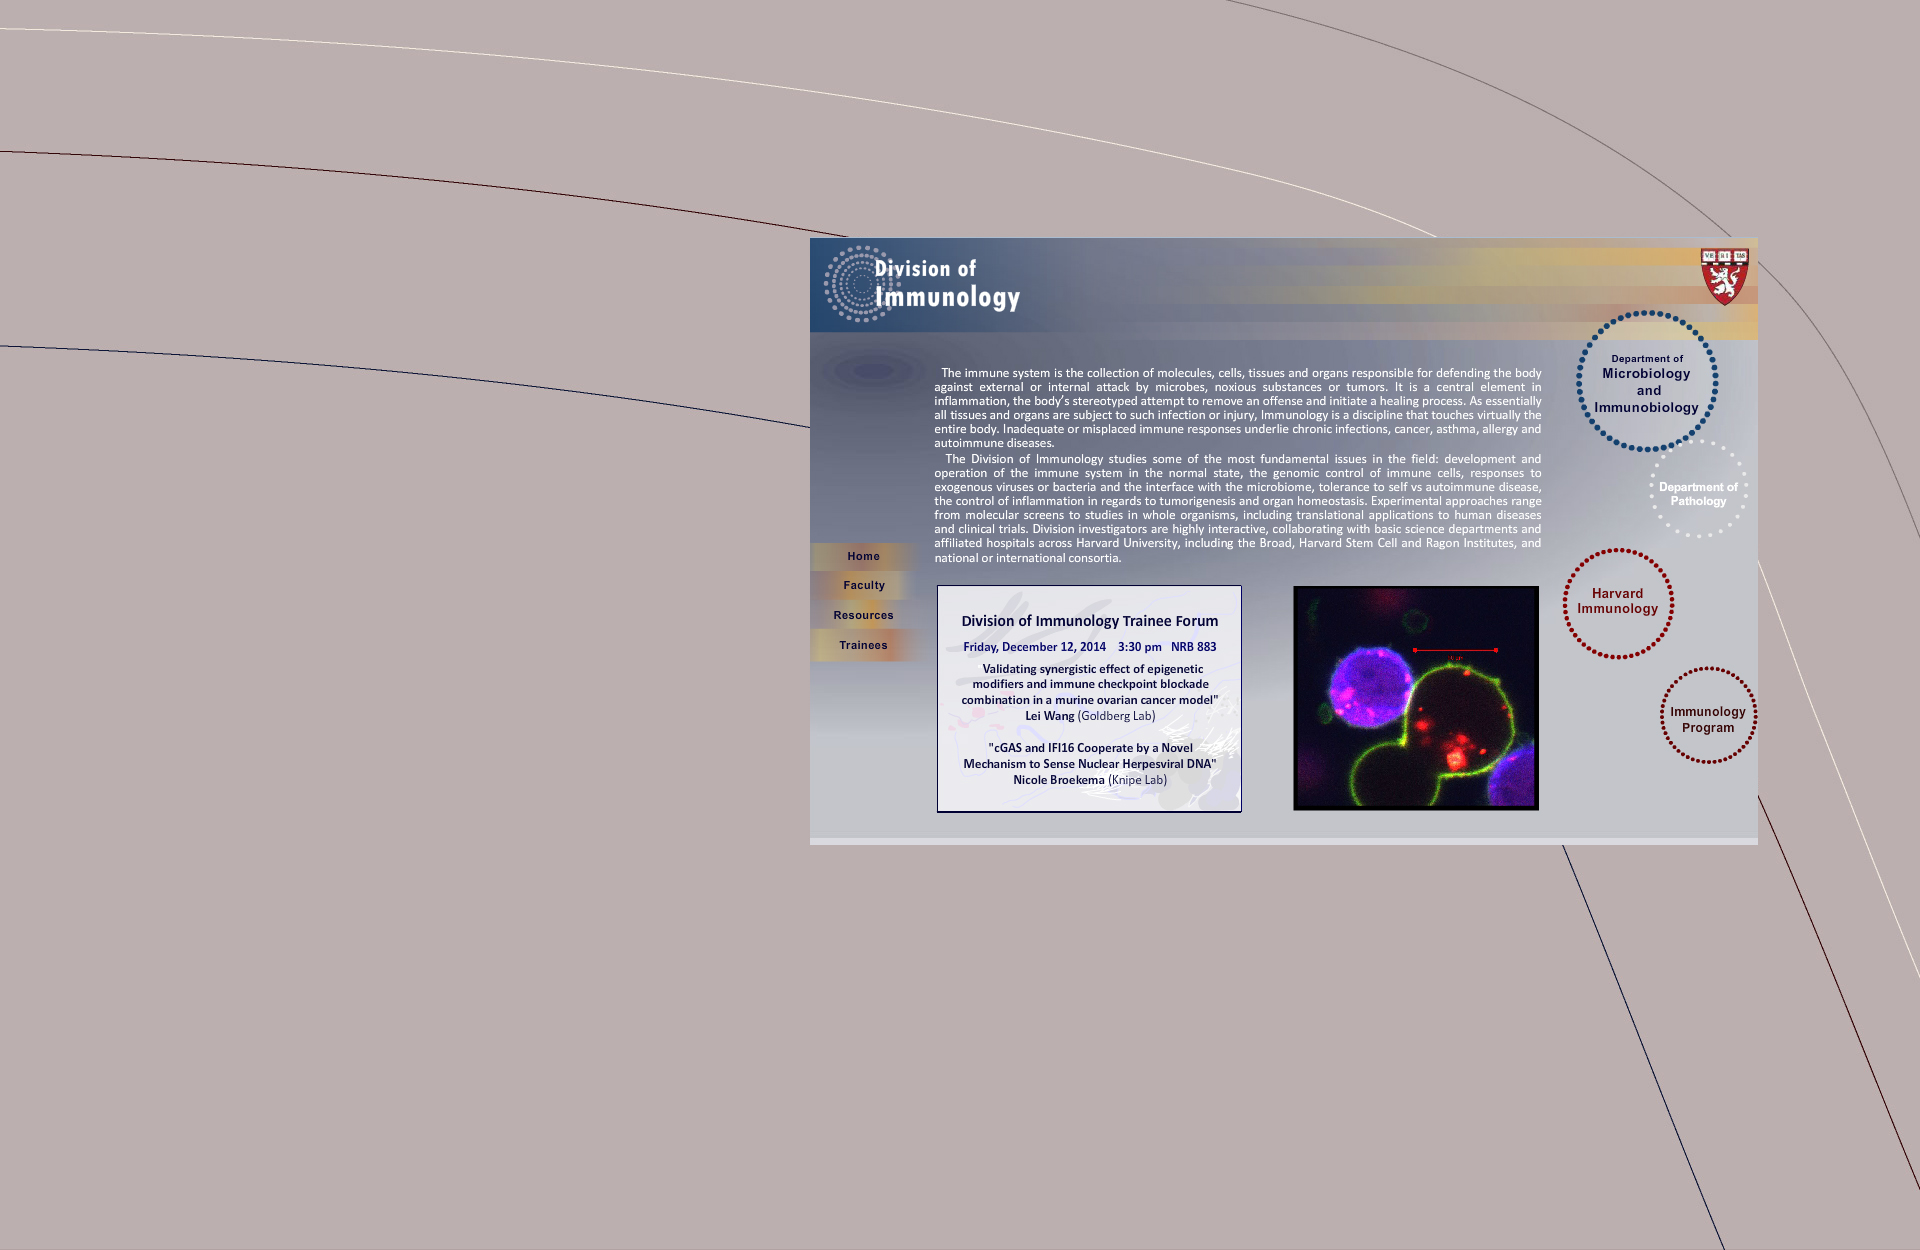 Division of
Immunology
VE RI TAS
Department of
Microbiology
and
Immunobiology
The immune system is the collection of molecules, cells, tissues and organs responsible for defending the body
against external or internal attack by microbes, noxious substances or tumors. It is a central element in
inflammation, the body's stereotyped attempt to remove an offense and initiate a healing process. As essentially
all tissues and organs are subject to such infection or injury, Immunology is a discipline that touches virtually the
entire body. Inadequate or misplaced immune responses underlie chronic infections, cancer, asthma, allergy and
autoimmune diseases.
The Division of Immunology studies some of the most fundamental issues in the field: development and
operation of the immune system in the normal state, the genomic control of immune cells, responses to
exogenous viruses or bacteria and the interface with the microbiome, tolerance to self vs autoimmune disease,
the control of inflammation in regards to tumorigenesis and organ homeostasis. Experimental approaches range
from molecular screens to studies in whole organisms, including translational applications to human diseases
and clinical trials. Division investigators are highly interactive, collaborating with basic science departments and
affiliated hospitals across Harvard University, including the Broad, Harvard Stem Cell and Ragon Institutes, and
national or international consortia.
Department of
Pathology
Home
Faculty
Resources
Trainees
Harvard
Immunology
Immunology
Program
Division of Immunology Trainee Forum
Friday, December 12, 2014 3:30 pm NRB 883
Validating synergistic effect of epigenetic
modifiers and immune checkpoint blockade
combination in a murine ovarian cancer model"
Lei Wang (Goldberg Lab)
"cGAS and IFI16 Cooperate by a Novel
Mechanism to Sense Nuclear Herpesviral DNA"
Nicole Broekema (Knipe Lab)